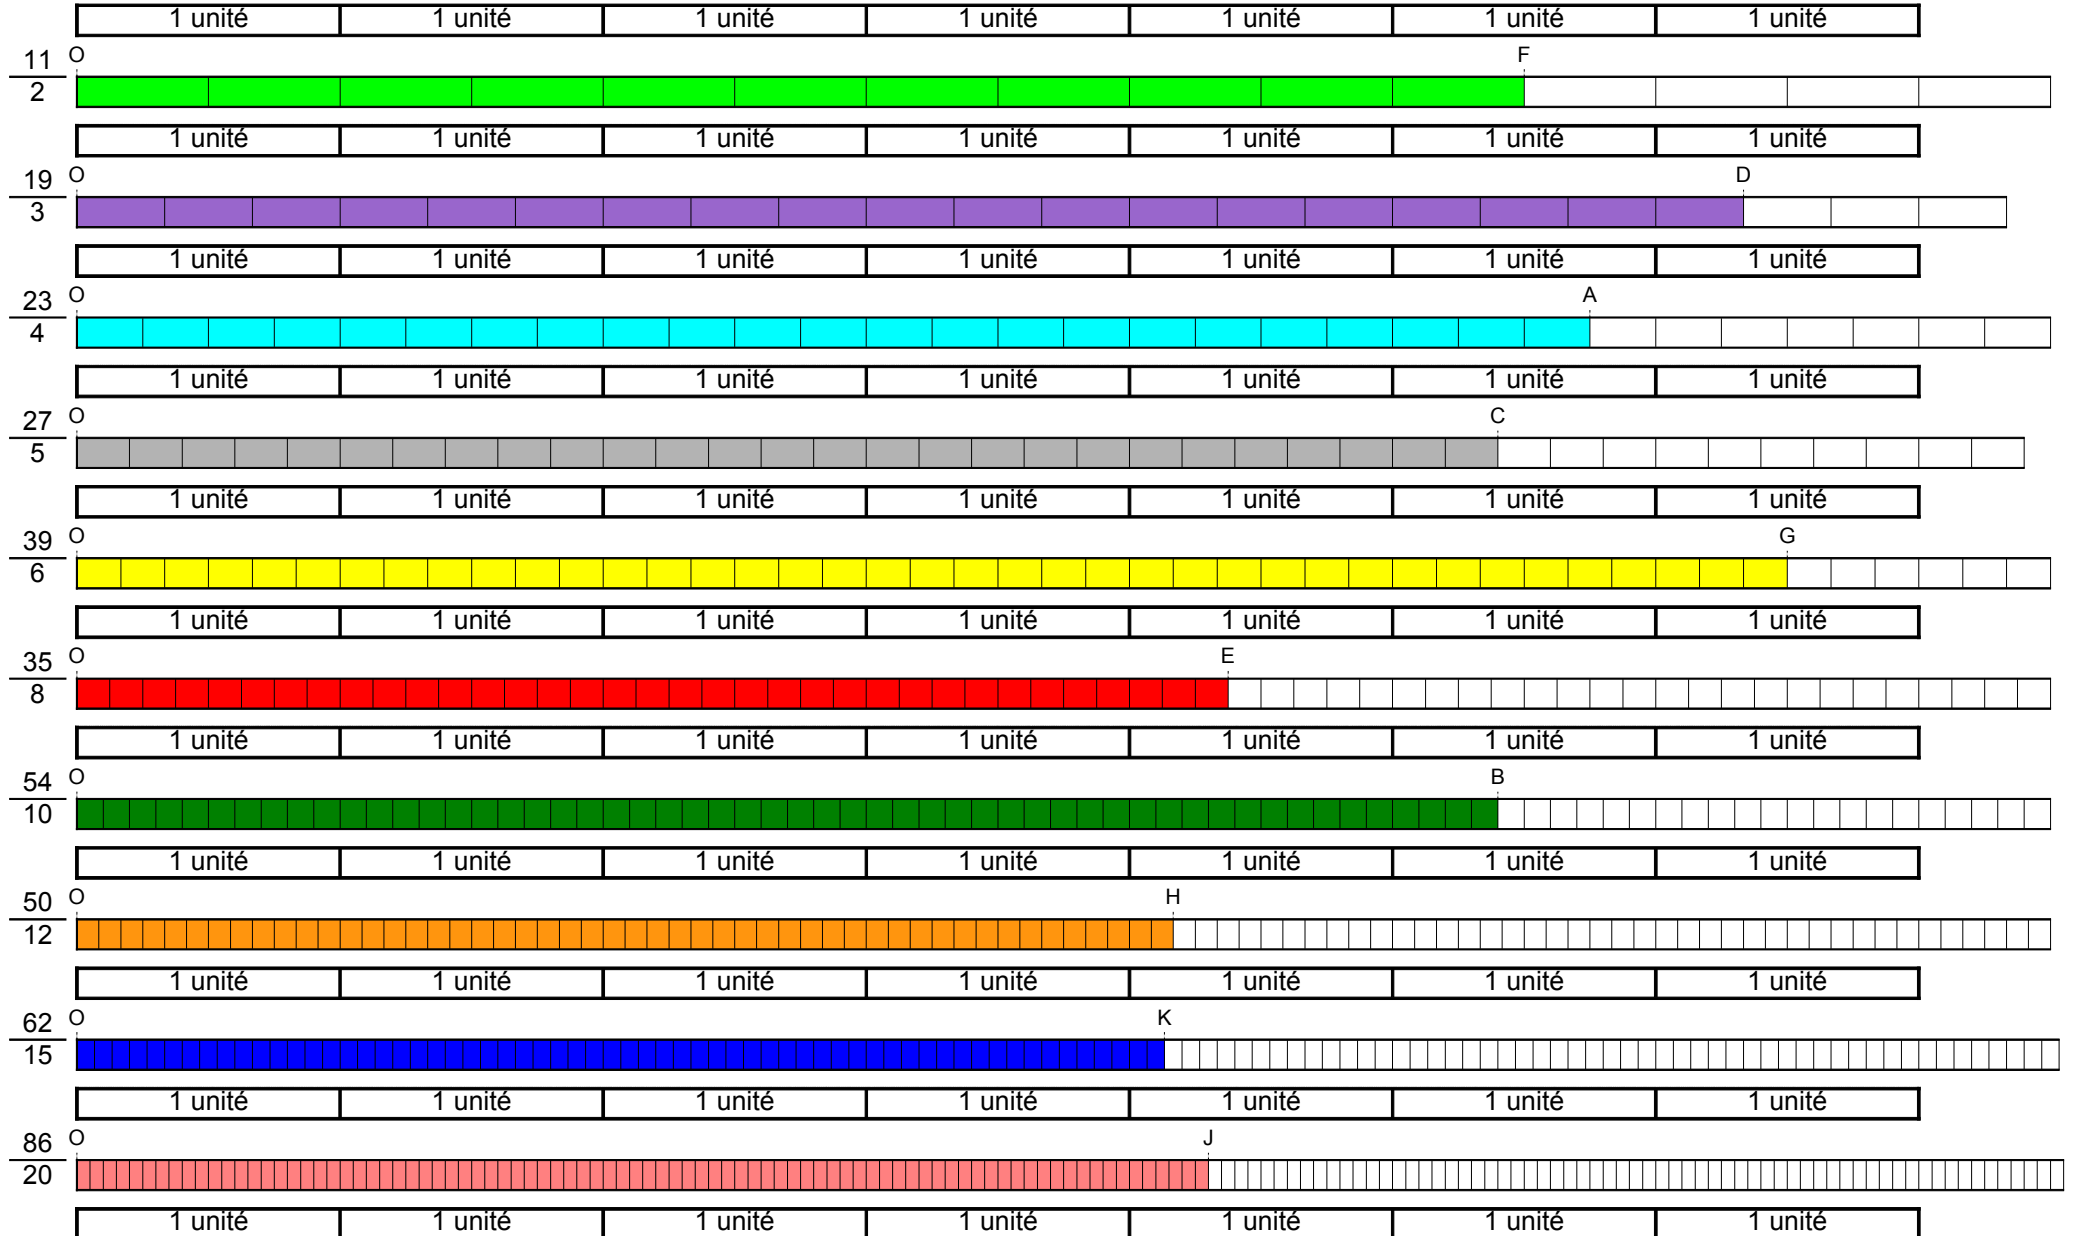 1 unité 1 unité 1 unité 1 unité 1 unité 1 unité 1 unité
11 O F
2
1 unité 1 unité 1 unité 1 unité 1 unité 1 unité 1 unité
19 O D
3
1 unité 1 unité 1 unité 1 unité 1 unité 1 unité 1 unité
23 O A
4
1 unité 1 unité 1 unité 1 unité 1 unité 1 unité 1 unité
27 O C
5
1 unité 1 unité 1 unité 1 unité 1 unité 1 unité 1 unité
39 O G
6
1 unité 1 unité 1 unité 1 unité 1 unité 1 unité 1 unité
35 O E
8
1 unité 1 unité 1 unité 1 unité 1 unité 1 unité 1 unité
54 O B
10
1 unité 1 unité 1 unité 1 unité 1 unité 1 unité 1 unité
50 O H
12
1 unité 1 unité 1 unité 1 unité 1 unité 1 unité 1 unité
62 O K
15
1 unité 1 unité 1 unité 1 unité 1 unité 1 unité 1 unité
86 O J
20
1 unité 1 unité 1 unité 1 unité 1 unité 1 unité 1 unité